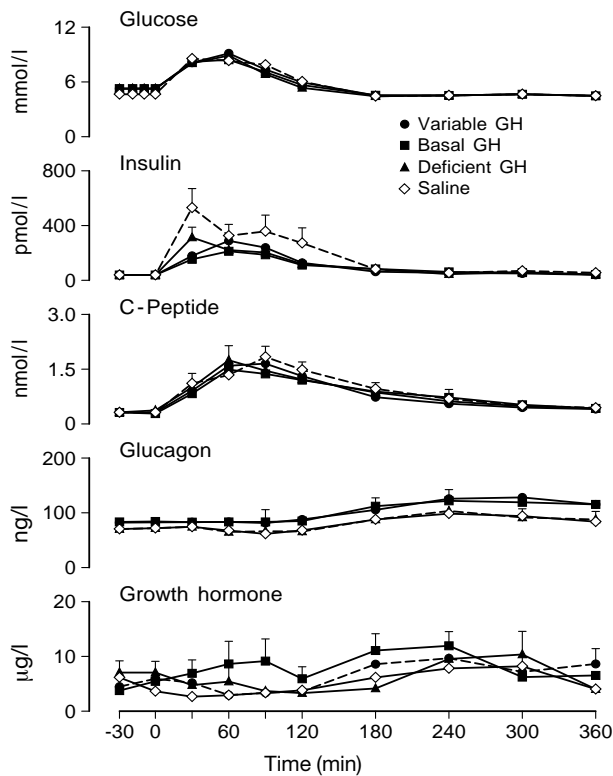 Glucose
12
6
0
mmol/l
Variable GH
Basal GH
Deficient GH
Saline
Insulin
800
400
0
pmol/l
C-Peptide
3.0
1.5
0
nmol/l
Glucagon
200
100
0
ng/l
Growth hormone
20
10
0
µg/l
-30 0 60 120 180 240 300 360
Time (min)